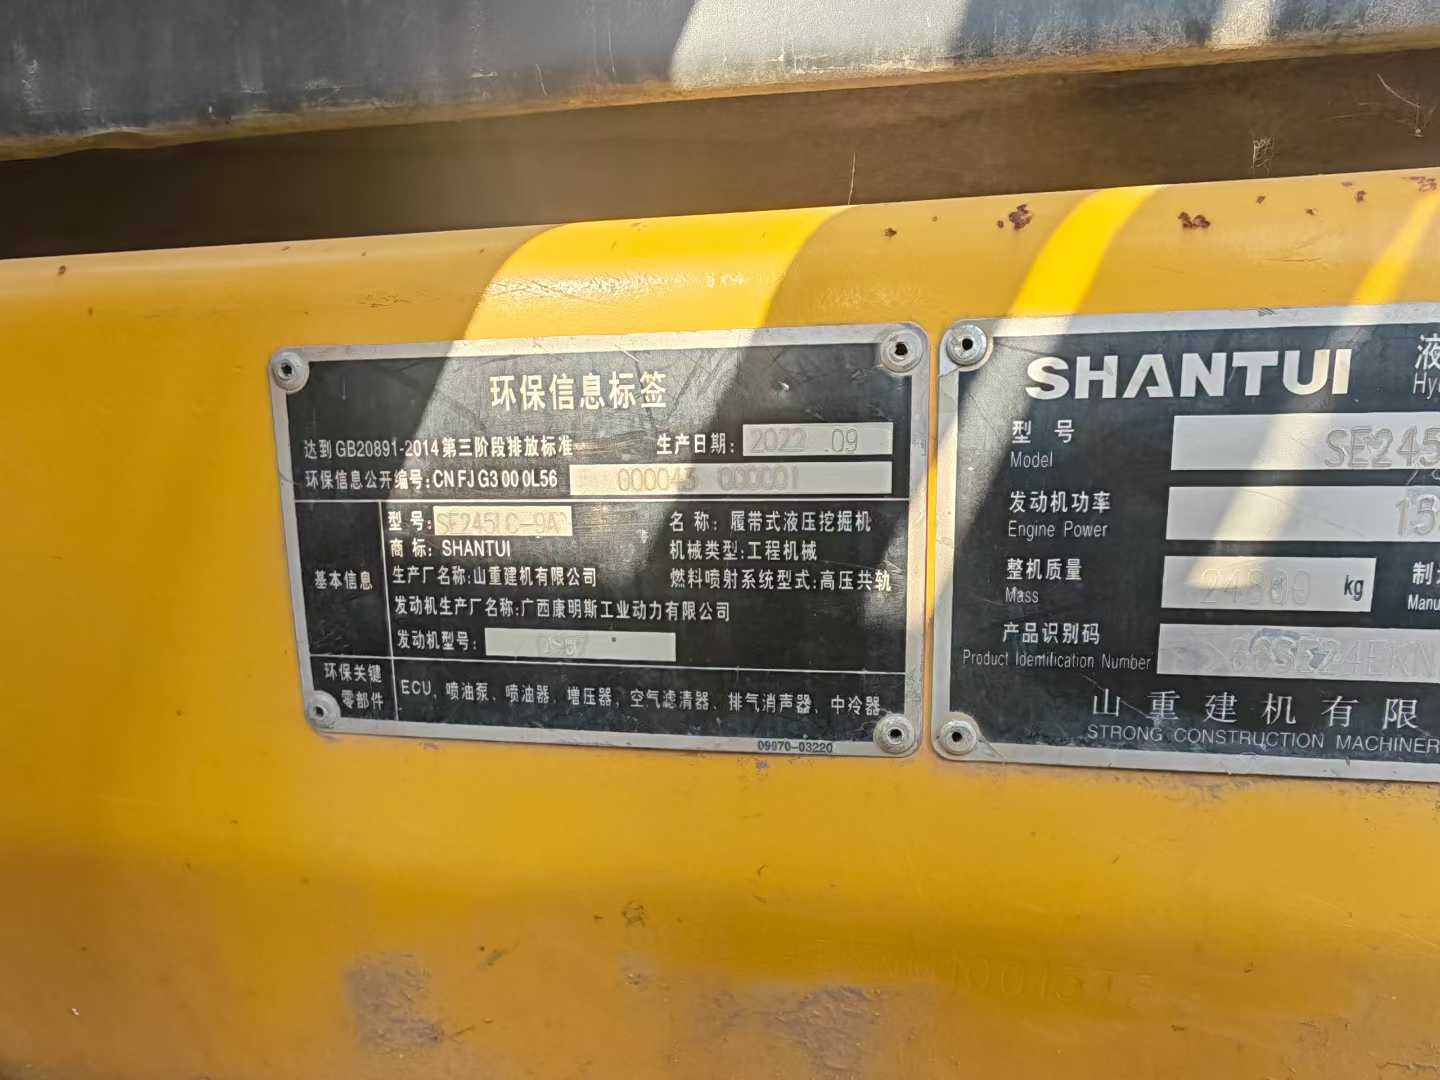 环保信息标签
达到GB20891-2014第三阶段排放标准 生产日期: 2022.09
环保信息公开编号:CN FJ G3 00 0L56 000043 000001
基本信息
型 号: SE245LC-9A
名 称: 履带式液压挖掘机
商 标: SHANTUI
机械类型:工程机械
生产厂名称:山重建机有限公司
燃料喷射系统型式:高压共轨
发动机生产厂名称:广西康明斯工业动力有限公司
发动机型号:
环保关键零部件
ECU、喷油泵、喷油器、增压器、空气滤清器、排气消声器、中冷器
09970-03220
SHANTUI
液
Hy
型 号
Model
SE245
发动机功率
Engine Power
整机质量
Mass
kg
制
Manu
产品识别码
Product Identification Number
山重建机有限
STRONG CONSTRUCTION MACHINER